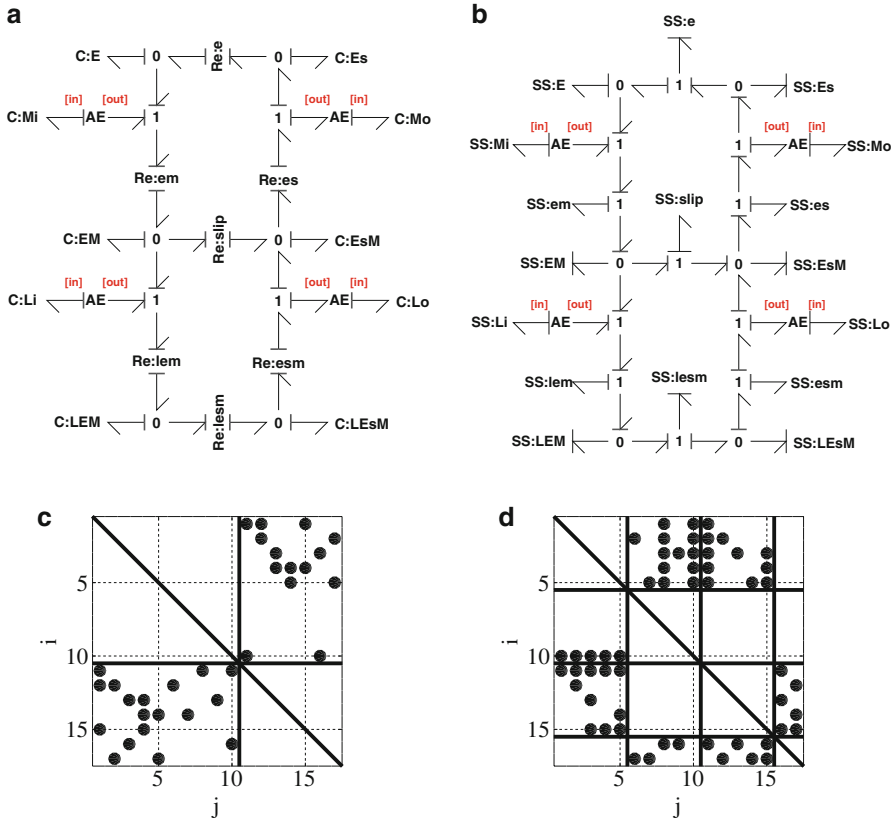 a
C:E 0 Re:e 0 C:Es
[in] [out] [out] [in]
C:Mi AE 1 1 AE C:Mo
Re:em Re:es
C:EM 0 Re:slip 0 C:EsM
[in] [out] [out] [in]
C:Li AE 1 1 AE C:Lo
Re:lem Re:esm
C:LEM 0 Re:lesm 0 C:LEsM
b
SS:e
SS:E 0 1 0 SS:Es
[in] [out] [out] [in]
SS:Mi AE 1 1 AE SS:Mo
SS:em 1 SS:slip 1 SS:es
SS:EM 0 1 0 SS:EsM
[in] [out] [out] [in]
SS:Li AE 1 1 AE SS:Lo
SS:lem 1 SS:lesm 1 SS:esm
SS:LEM 0 1 0 SS:LEsM
c
5
10
15
i
5 10 15
j
d
5
10
15
i
5 10 15
j